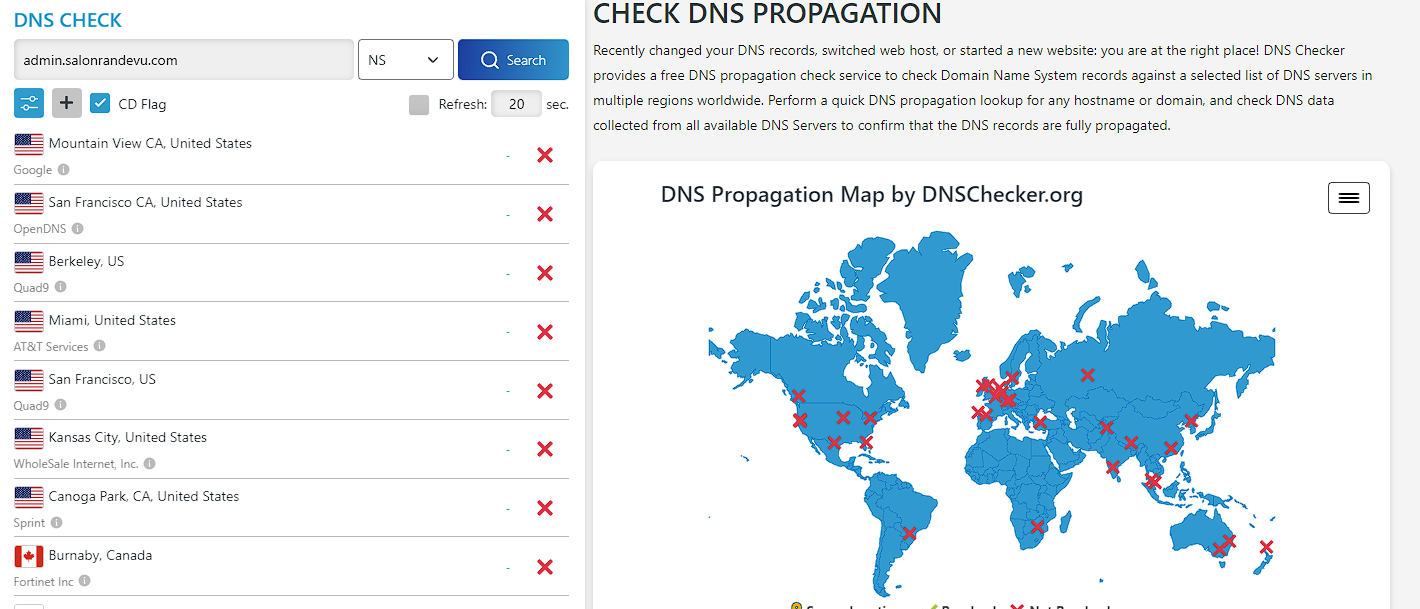 DNS CHECK
admin.salonrandevu.com
NS
Search
CD Flag
Refresh:
20
sec.
Mountain View CA, United States
Google
-
San Francisco CA, United States
OpenDNS
-
Berkeley, US
Quad9
-
Miami, United States
AT&T Services
-
San Francisco, US
Quad9
-
Kansas City, United States
WholeSale Internet, Inc.
-
Canoga Park, CA, United States
Sprint
-
Burnaby, Canada
Fortinet Inc
-
CHECK DNS PROPAGATION
Recently changed your DNS records, switched web host, or started a new website: you are at the right place! DNS Checker
provides a free DNS propagation check service to check Domain Name System records against a selected list of DNS servers in
multiple regions worldwide. Perform a quick DNS propagation lookup for any hostname or domain, and check DNS data
collected from all available DNS Servers to confirm that the DNS records are fully propagated.
DNS Propagation Map by DNSChecker.org